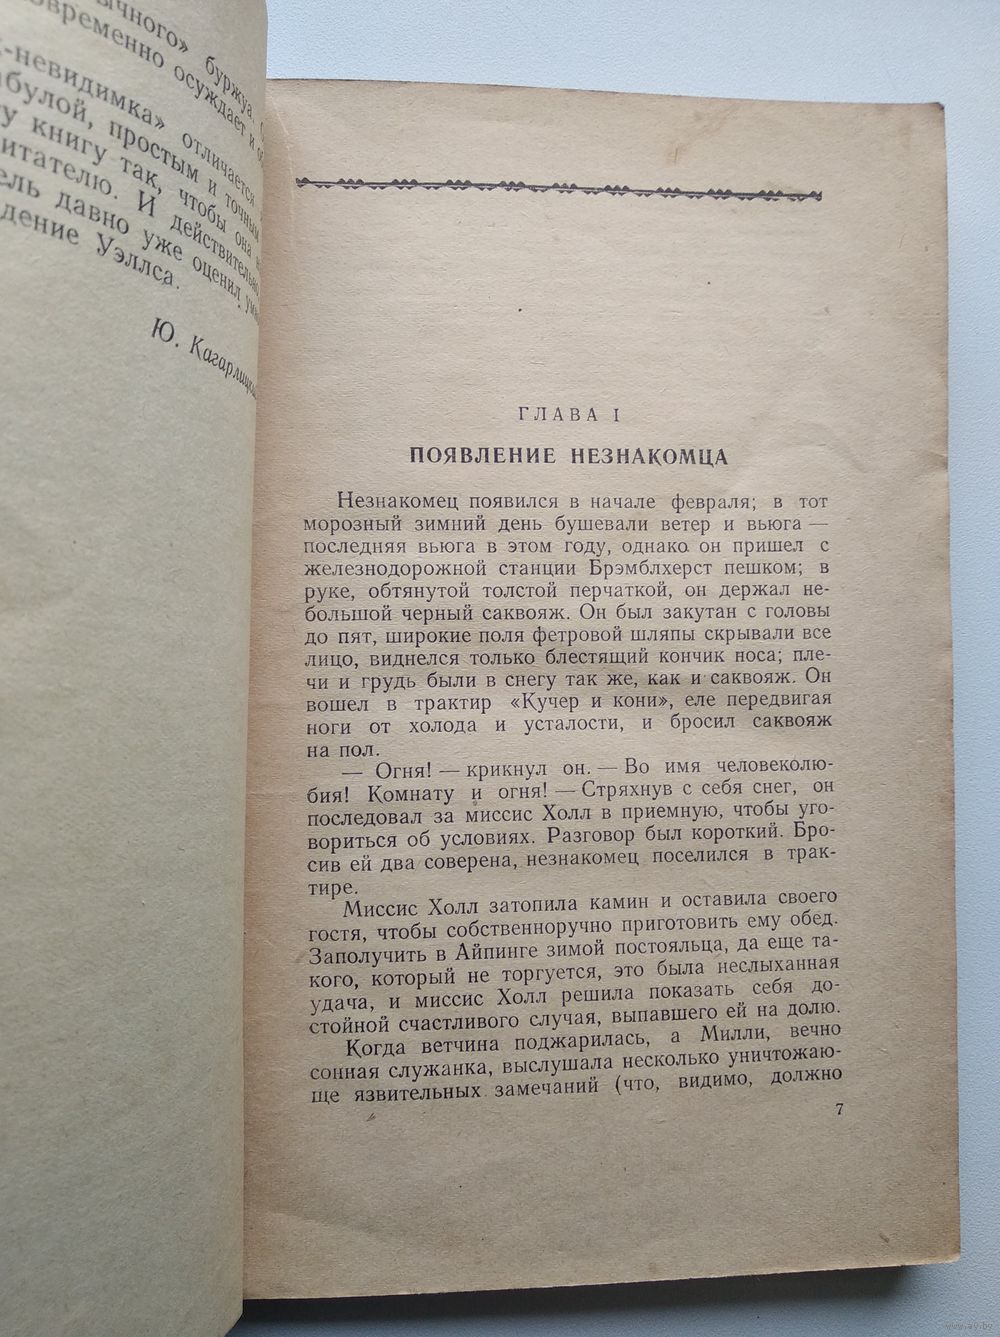 буржуа.
осуждает и
невидимка» отличается
простым и точным
книгу так, чтобы она
И действительно
давно уже оценил
Уэллса.
Ю.
ГЛАВА I
ПОЯВЛЕНИЕ НЕЗНАКОМЦА
Незнакомец появился в начале февраля; в тот
морозный зимний день бушевали ветер и вьюга —
последняя вьюга в этом году, однако он пришел с
железнодорожной станции Брэмблхерст пешком; в
руке, обтянутой толстой перчаткой, он держал не-
большой черный саквояж. Он был закутан с головы
до пят, широкие поля фетровой шляпы скрывали все
лицо, виднелся только блестящий кончик носа; пле-
чи и грудь были в снегу так же, как и саквояж. Он
вошел в трактир «Кучер и кони», еле передвигая
ноги от холода и усталости, и бросил саквояж
на пол.
— Огня! — крикнул он. — Во имя человеколю-
бия! Комнату и огня! — Стряхнув с себя снег, он
последовал за миссис Холл в приемную, чтобы уго-
вориться об условиях. Разговор был короткий. Бро-
сив ей два соверена, незнакомец поселился в трак-
тире.
Миссис Холл затопила камин и оставила своего
гостя, чтобы собственноручно приготовить ему обед.
Заполучить в Айпинге зимой постояльца, да еще та-
кого, который не торгуется, это была неслыханная
удача, и миссис Холл решила показать себя до-
стойной счастливого случая, выпавшего ей на долю.
Когда ветчина поджарилась, а Милли, вечно
сонная служанка, выслушала несколько уничтожаю-
ще язвительных замечаний (что, видимо, должно
7
www.ay.by